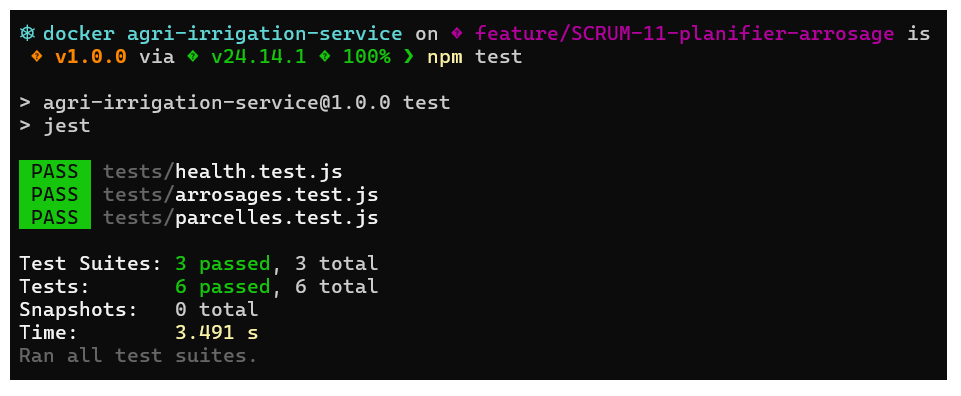 ⎈ docker agri-irrigation-service on � feature/SCRUM-11-planifier-arrosage is
� v1.0.0 via � v24.14.1 � 100% ❯ npm test
> agri-irrigation-service@1.0.0 test
> jest
PASS tests/health.test.js
PASS tests/arrosages.test.js
PASS tests/parcelles.test.js
Test Suites: 3 passed, 3 total
Tests: 6 passed, 6 total
Snapshots: 0 total
Time: 3.491 s
Ran all test suites.